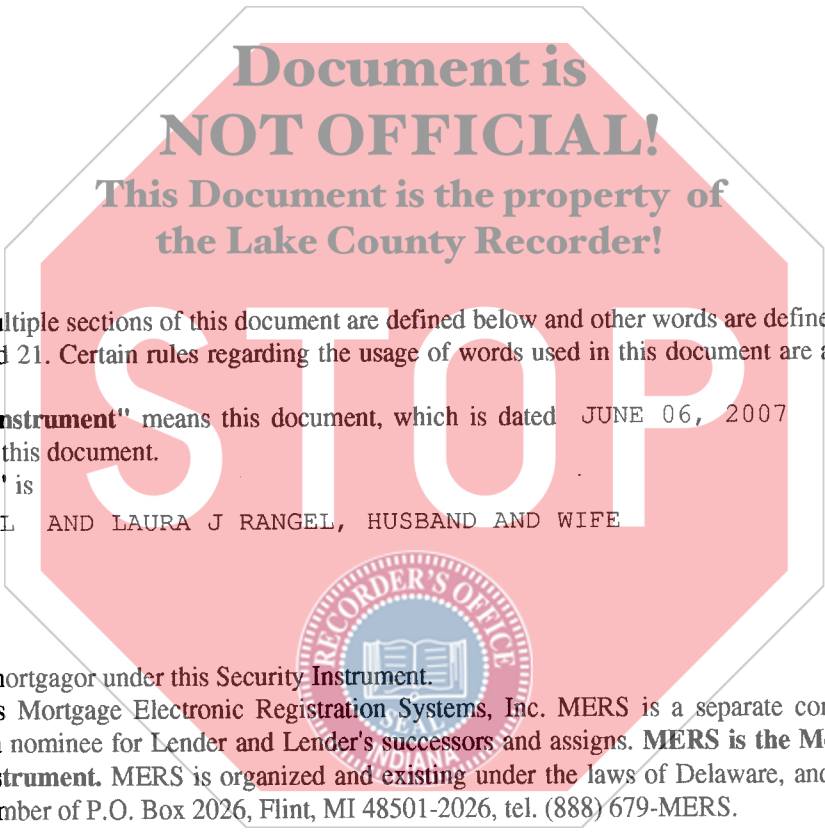 Document is
NOT OFFICIAL!
This Document is the property of
the Lake County Recorder!
STOP
ltiple sections of this document are defined below and other words are define
d 21. Certain rules regarding the usage of words used in this document are a
nstrument" means this document, which is dated JUNE 06, 2007
this document.
" is
L AND LAURA J RANGEL, HUSBAND AND WIFE
RECORDER'S OFFICE
SEAL
INDIANA
nortgagor under this Security Instrument.
s Mortgage Electronic Registration Systems, Inc. MERS is a separate cor
nominee for Lender and Lender's successors and assigns. MERS is the M
strument. MERS is organized and existing under the laws of Delaware, and
mber of P.O. Box 2026, Flint, MI 48501-2026, tel. (888) 679-MERS.